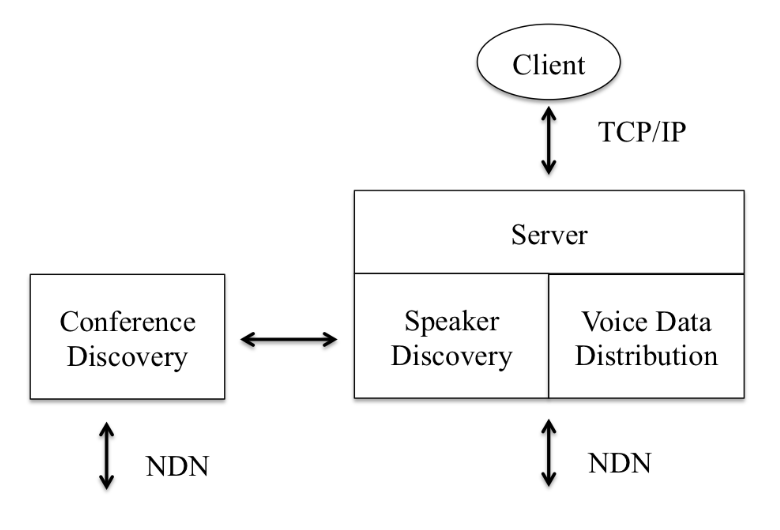 Client
TCP/IP
Server
Conference
Discovery
Speaker
Discovery
Voice Data
Distribution
NDN
NDN